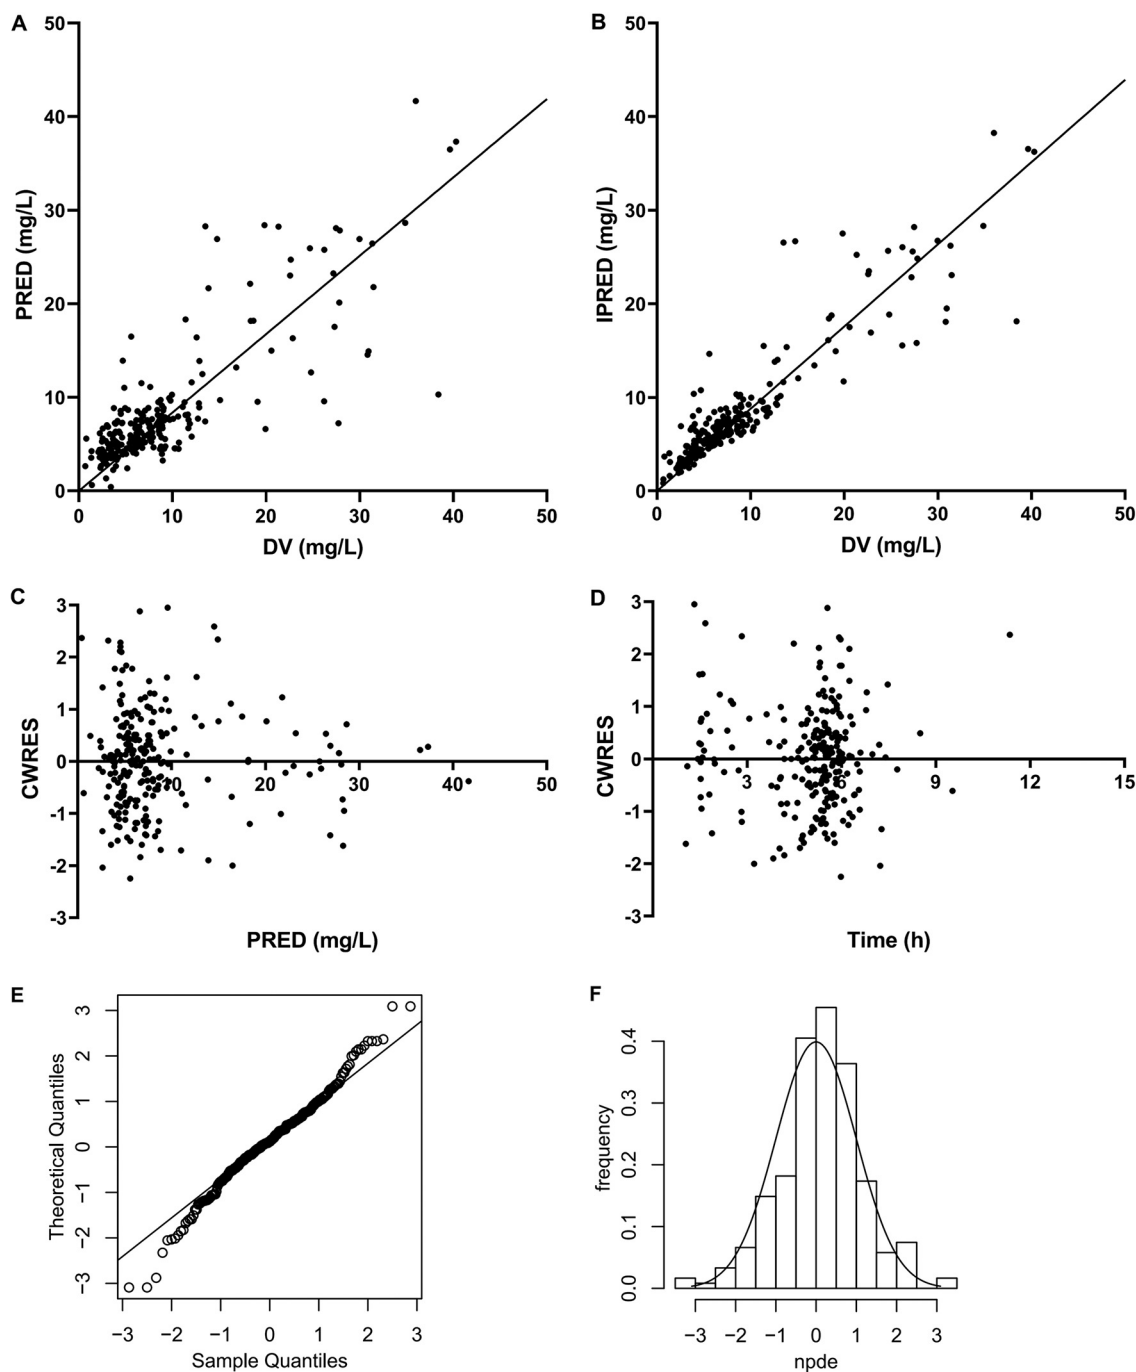 A
50
40
30
20
10
0
PRED (mg/L)
0 10 20 30 40 50
DV (mg/L)
B
50
40
30
20
10
0
IPRED (mg/L)
0 10 20 30 40 50
DV (mg/L)
C
3
2
1
0
-1
-2
-3
CWRES
10 20 30 40 50
PRED (mg/L)
D
3
2
1
0
-1
-2
-3
CWRES
3 6 9 12 15
Time (h)
E
3
2
1
0
−1
−2
−3
Theoretical Quantiles
−3 −2 −1 0 1 2 3
Sample Quantiles
F
0.4
0.3
0.2
0.1
0.0
frequency
−3 −2 −1 0 1 2 3
npde